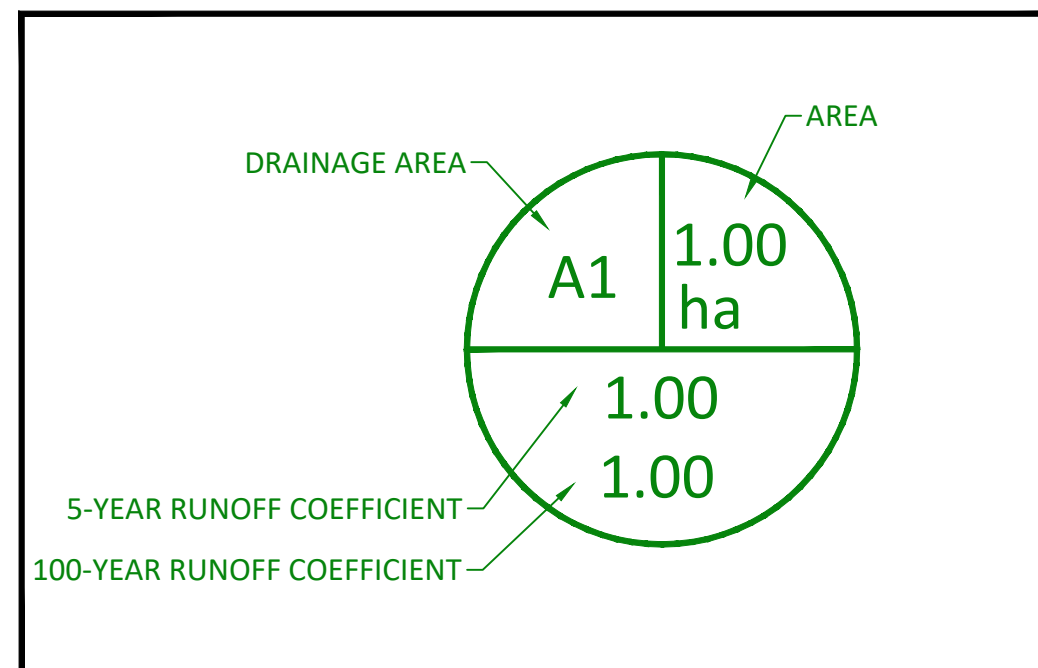 AREA
DRAINAGE AREA
A1
1.00
ha
1.00
1.00
5-YEAR RUNOFF COEFFICIENT
100-YEAR RUNOFF COEFFICIENT